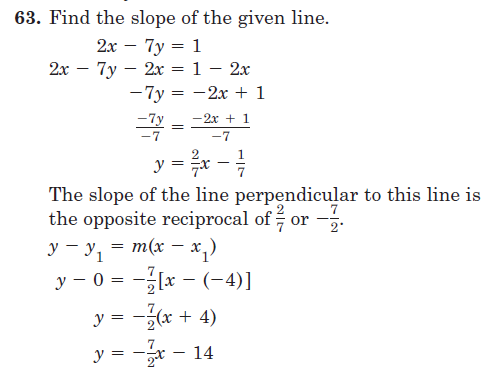 63. Find the slope of the given line.
2x − 7y = 1
2x − 7y − 2x = 1 − 2x
−7y = −2x + 1
−7y/−7 = −2x + 1/−7
y = 2/7x − 1/7
The slope of the line perpendicular to this line is
the opposite reciprocal of 2/7 or −7/2.
y − y₁ = m(x − x₁)
y − 0 = −7/2[x − (−4)]
y = −7/2(x + 4)
y = −7/2x − 14